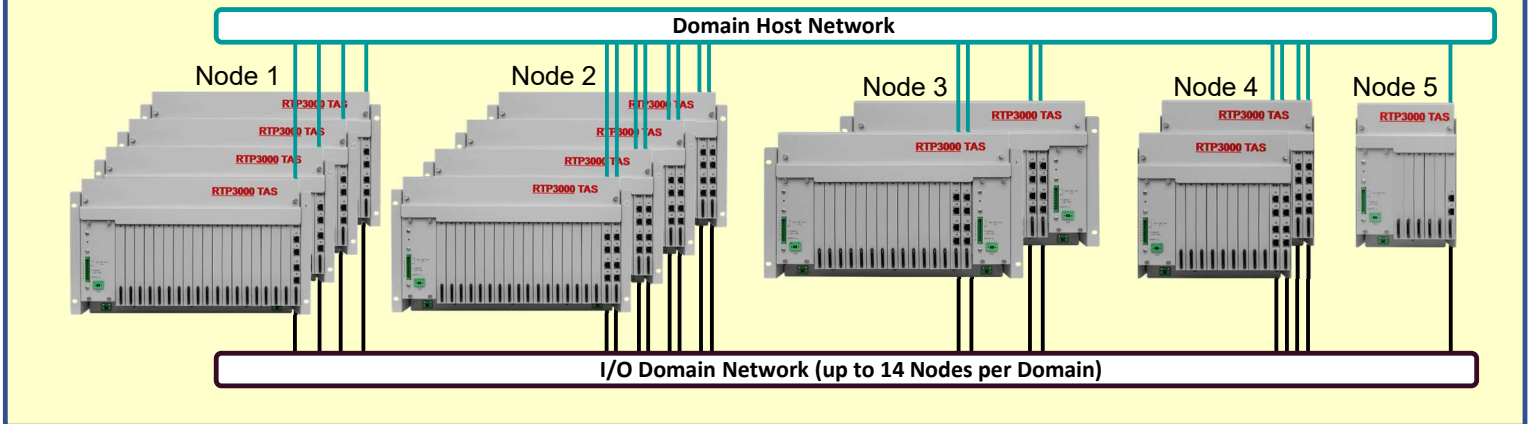 Domain Host Network
Node 1
Node 2
Node 3
Node 4
Node 5
RTP3000 TAS
RTP3000 TAS
RTP3000 TAS
RTP3000 TAS
RTP3000 TAS
RTP3000 TAS
RTP3000 TAS
RTP3000 TAS
RTP3000 TAS
RTP3000 TAS
RTP3000 TAS
RTP3000 TAS
RTP3000 TAS
I/O Domain Network (up to 14 Nodes per Domain)